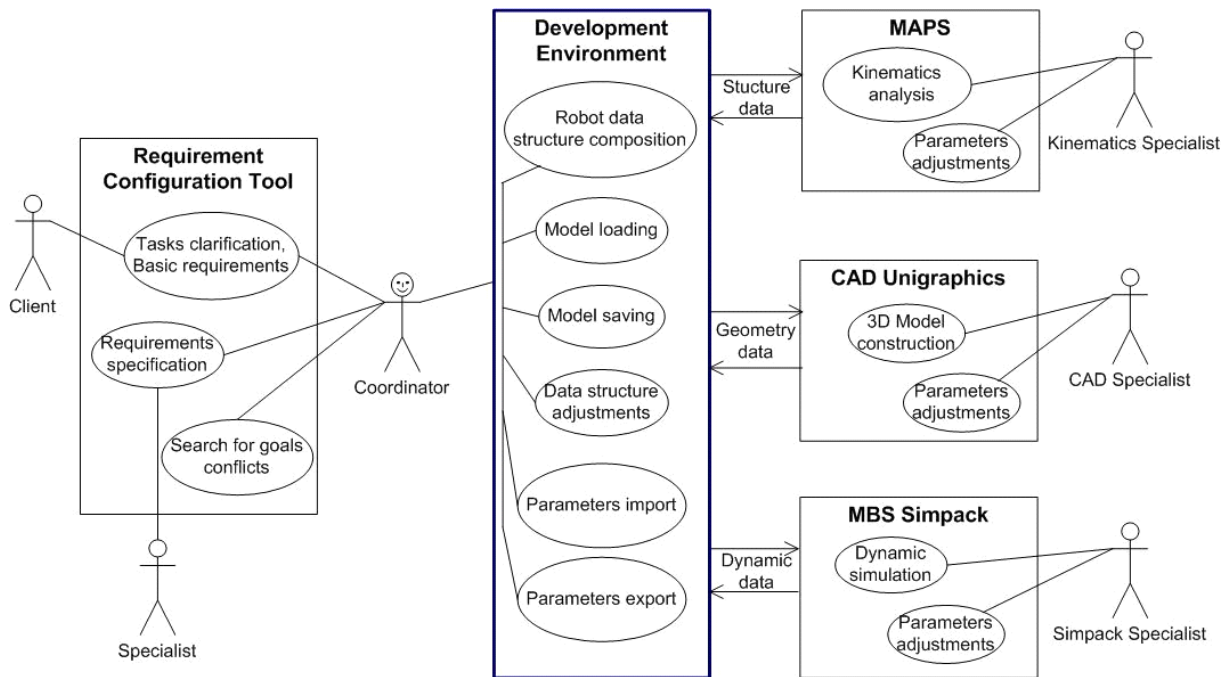 Requirement
Configuration Tool
Client
Tasks clarification,
Basic requirements
Requirements
specification
Search for goals
conflicts
Specialist
Coordinator
Development
Environment
Robot data
structure composition
Model loading
Model saving
Data structure
adjustments
Parameters import
Parameters export
Stucture
data
Geometry
data
Dynamic
data
MAPS
Kinematics
analysis
Parameters
adjustments
Kinematics Specialist
CAD Unigraphics
3D Model
construction
Parameters
adjustments
CAD Specialist
MBS Simpack
Dynamic
simulation
Parameters
adjustments
Simpack Specialist